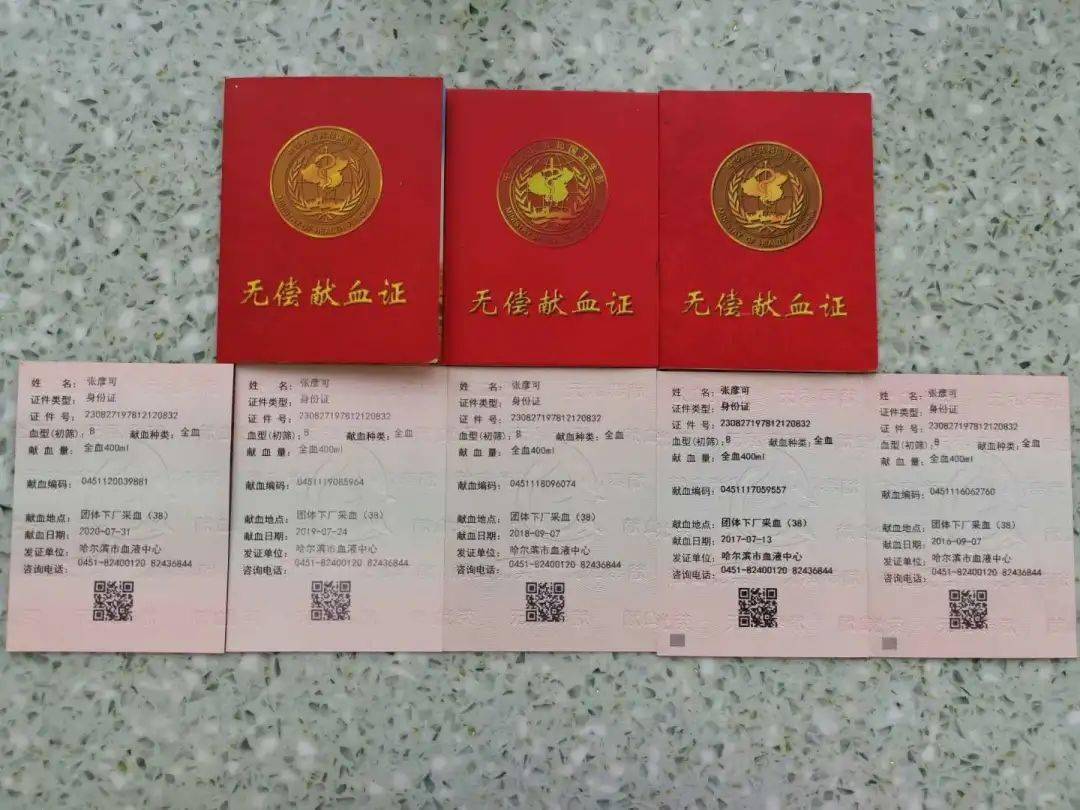 无偿献血证
中华人民共和国卫生部
无偿献血证
MINISTRY OF HEALTH
无偿献血证
姓 名：张彦可
证件类型：身份证
证 件 号：230827197812120832
血型(初筛)：B 献血种类：全血
献 血 量：全血400ml
献血编码：0451120039881
献血地点：团体下厂采血（38）
献血日期：2020-07-31
发证单位：哈尔滨市血液中心
咨询电话：0451-82400120 82436844
姓 名：张彦可
证件类型：身份证
证 件 号：230827197812120832
血型(初筛)：B 献血种类：全血
献 血 量：全血400ml
献血编码：0451119085964
献血地点：团体下厂采血（38）
献血日期：2019-07-24
发证单位：哈尔滨市血液中心
咨询电话：0451-82400120 82436844
姓 名：张彦可
证件类型：身份证
证 件 号：230827197812120832
血型(初筛)：B 献血种类：全血
献 血 量：全血400ml
献血编码：0451118096074
献血地点：团体下厂采血（38）
献血日期：2018-09-07
发证单位：哈尔滨市血液中心
咨询电话：0451-82400120 82436844
姓 名：张彦可
证件类型：身份证
证 件 号：230827197812120832
血型(初筛)：B 献血种类：全血
献 血 量：全血400ml
献血编码：0451117059557
献血地点：团体下厂采血（38）
献血日期：2017-07-13
发证单位：哈尔滨市血液中心
咨询电话：0451-82400120 82436844
姓 名：张彦可
证件类型：身份证
证 件 号：230827197812120832
血型(初筛)：B 献血种类：全血
献 血 量：全血400ml
献血编码：0451116062760
献血地点：团体下厂采血（38）
献血日期：2016-09-07
发证单位：哈尔滨市血液中心
咨询电话：0451-82400120 82436844